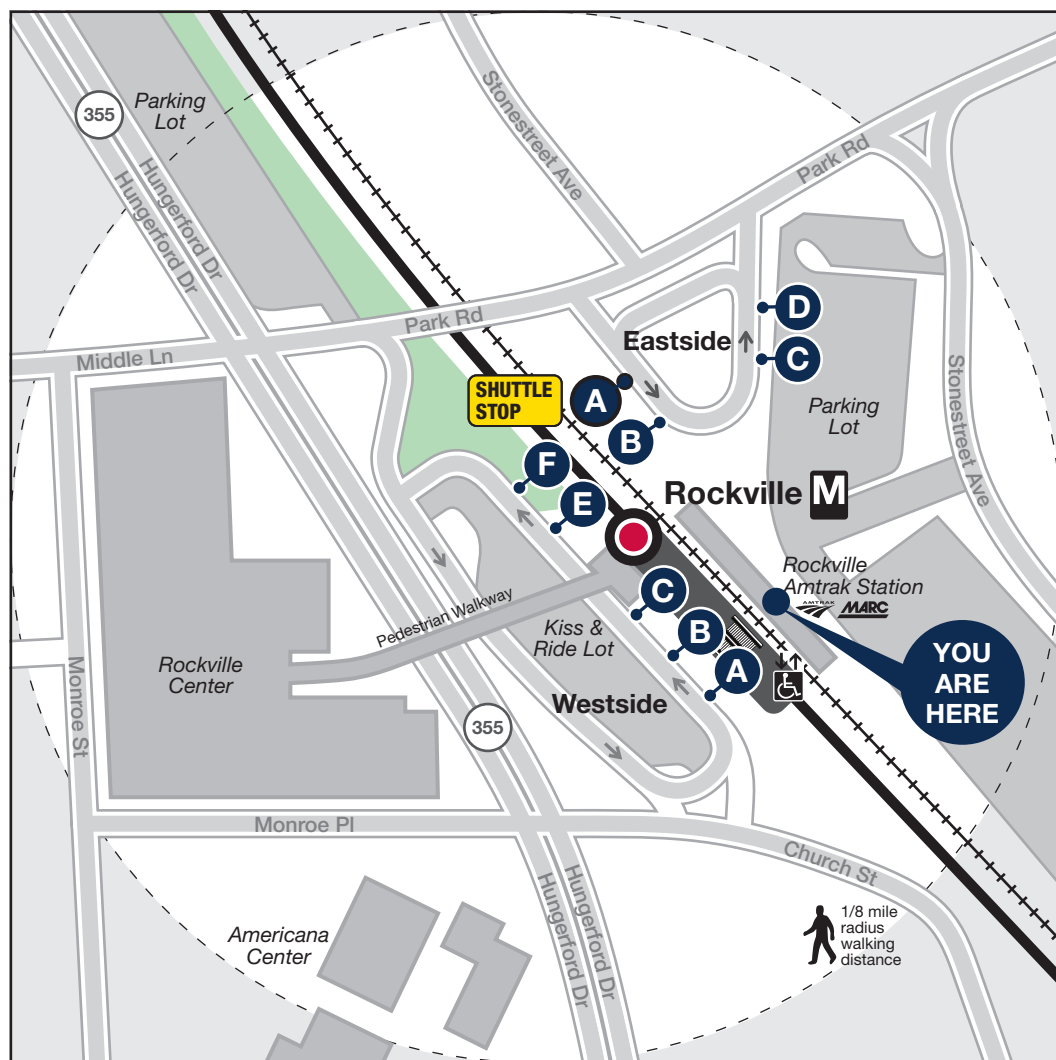 Parking
Lot
355
Hungerford Dr
Hungerford Dr
Stonestreet Ave
Park Rd
Park Rd
Middle Ln
Eastside
D
C
SHUTTLE
STOP
A
B
Parking
Lot
Stonestreet Ave
F
E
Rockville M
Rockville
Amtrak Station
AMTRAK MARC
YOU
ARE
HERE
C
B
A
Pedestrian Walkway
Kiss &
Ride Lot
Westside
Rockville
Center
Monroe St
355
Monroe Pl
Church St
Hungerford Dr
Hungerford Dr
Americana
Center
1/8 mile
radius
walking
distance